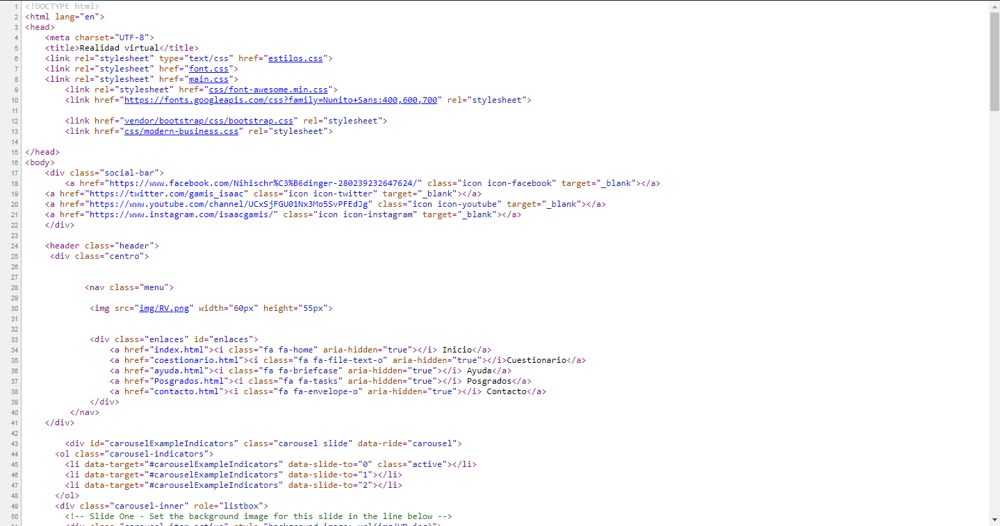 1 <!DOCTYPE html>
2 <html lang="en">
3 <head>
4 <meta charset="UTF-8">
5 <title>Realidad virtual</title>
6 <link rel="stylesheet" type="text/css" href="estilos.css">
7 <link rel="stylesheet" href="font.css">
8 <link rel="stylesheet" href="main.css">
9 <link rel="stylesheet" href="css/font-awesome.min.css">
10 <link href="https://fonts.googleapis.com/css?family=Nunito+Sans:400,600,700" rel="stylesheet">
11
12 <link href="vendor/bootstrap/css/bootstrap.css" rel="stylesheet">
13 <link href="css/modern-business.css" rel="stylesheet">
14
15 </head>
16 <body>
17 <div class="social-bar">
18 <a href="https://www.facebook.com/Nihischr%C3%B6dinger-280239232647624/" class="icon icon-facebook" target="_blank"></a>
19 <a href="https://twitter.com/gamis_isaac" class="icon icon-twitter" target="_blank"></a>
20 <a href="https://www.youtube.com/channel/UCxSjFGU01Nx3Mo5SvPFEdJg" class="icon icon-youtube" target="_blank"></a>
21 <a href="https://www.instagram.com/isaacgamis/" class="icon icon-instagram" target="_blank"></a>
22 </div>
23
24 <header class="header">
25 <div class="centro">
26
27
28 <nav class="menu">
29
30 <img src="img/RV.png" width="60px" height="55px">
31
32
33 <div class="enlaces" id="enlaces">
34 <a href="index.html"><i class="fa fa-home" aria-hidden="true"></i> Inicio</a>
35 <a href="coestionario.html"><i class="fa fa-file-text-o" aria-hidden="true"></i>Cuestionario</a>
36 <a href="ayuda.html"><i class="fa fa-briefcase" aria-hidden="true"></i> Ayuda</a>
37 <a href="Posgrados.html"><i class="fa fa-tasks" aria-hidden="true"></i> Posgrados</a>
38 <a href="contacto.html"><i class="fa fa-envelope-o" aria-hidden="true"></i> Contacto</a>
39 </div>
40 </nav>
41 </div>
42
43 <div id="carouselExampleIndicators" class="carousel slide" data-ride="carousel">
44 <ol class="carousel-indicators">
45 <li data-target="#carouselExampleIndicators" data-slide-to="0" class="active"></li>
46 <li data-target="#carouselExampleIndicators" data-slide-to="1"></li>
47 <li data-target="#carouselExampleIndicators" data-slide-to="2"></li>
48 </ol>
49 <div class="carousel-inner" role="listbox">
50 <!-- Slide One - Set the background image for this slide in the line below -->